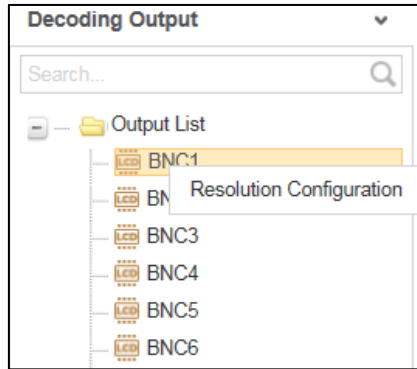 Decoding Output
Search...
Output List
BNC1
Resolution Configuration
BNC3
BNC4
BNC5
BNC6